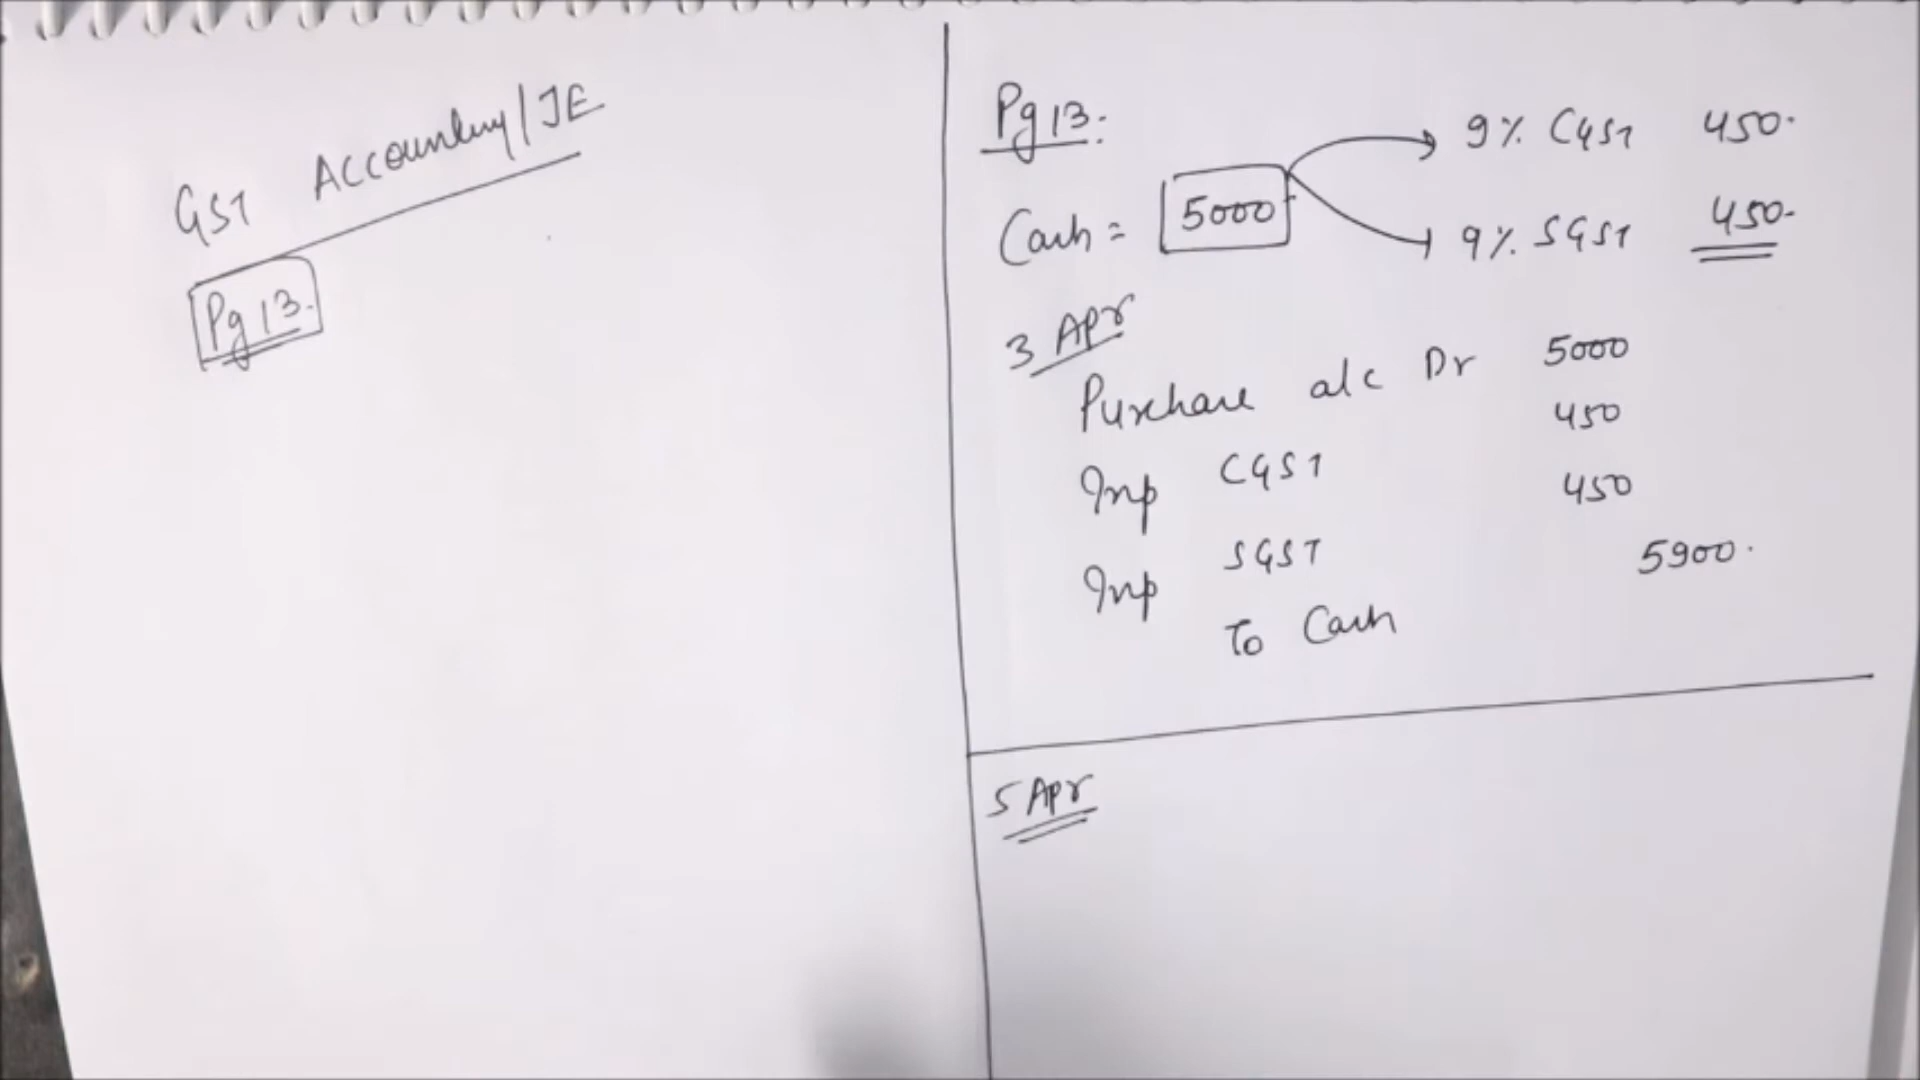 GST Accounting/JE
Pg 13.
Pg 13:
9% CGST 450.
Cash = 5000
9% SGST 450.
3 Apr
Purchase a/c Dr 5000
Inp CGST 450
Inp SGST 450
To Cash 5900.
5 Apr